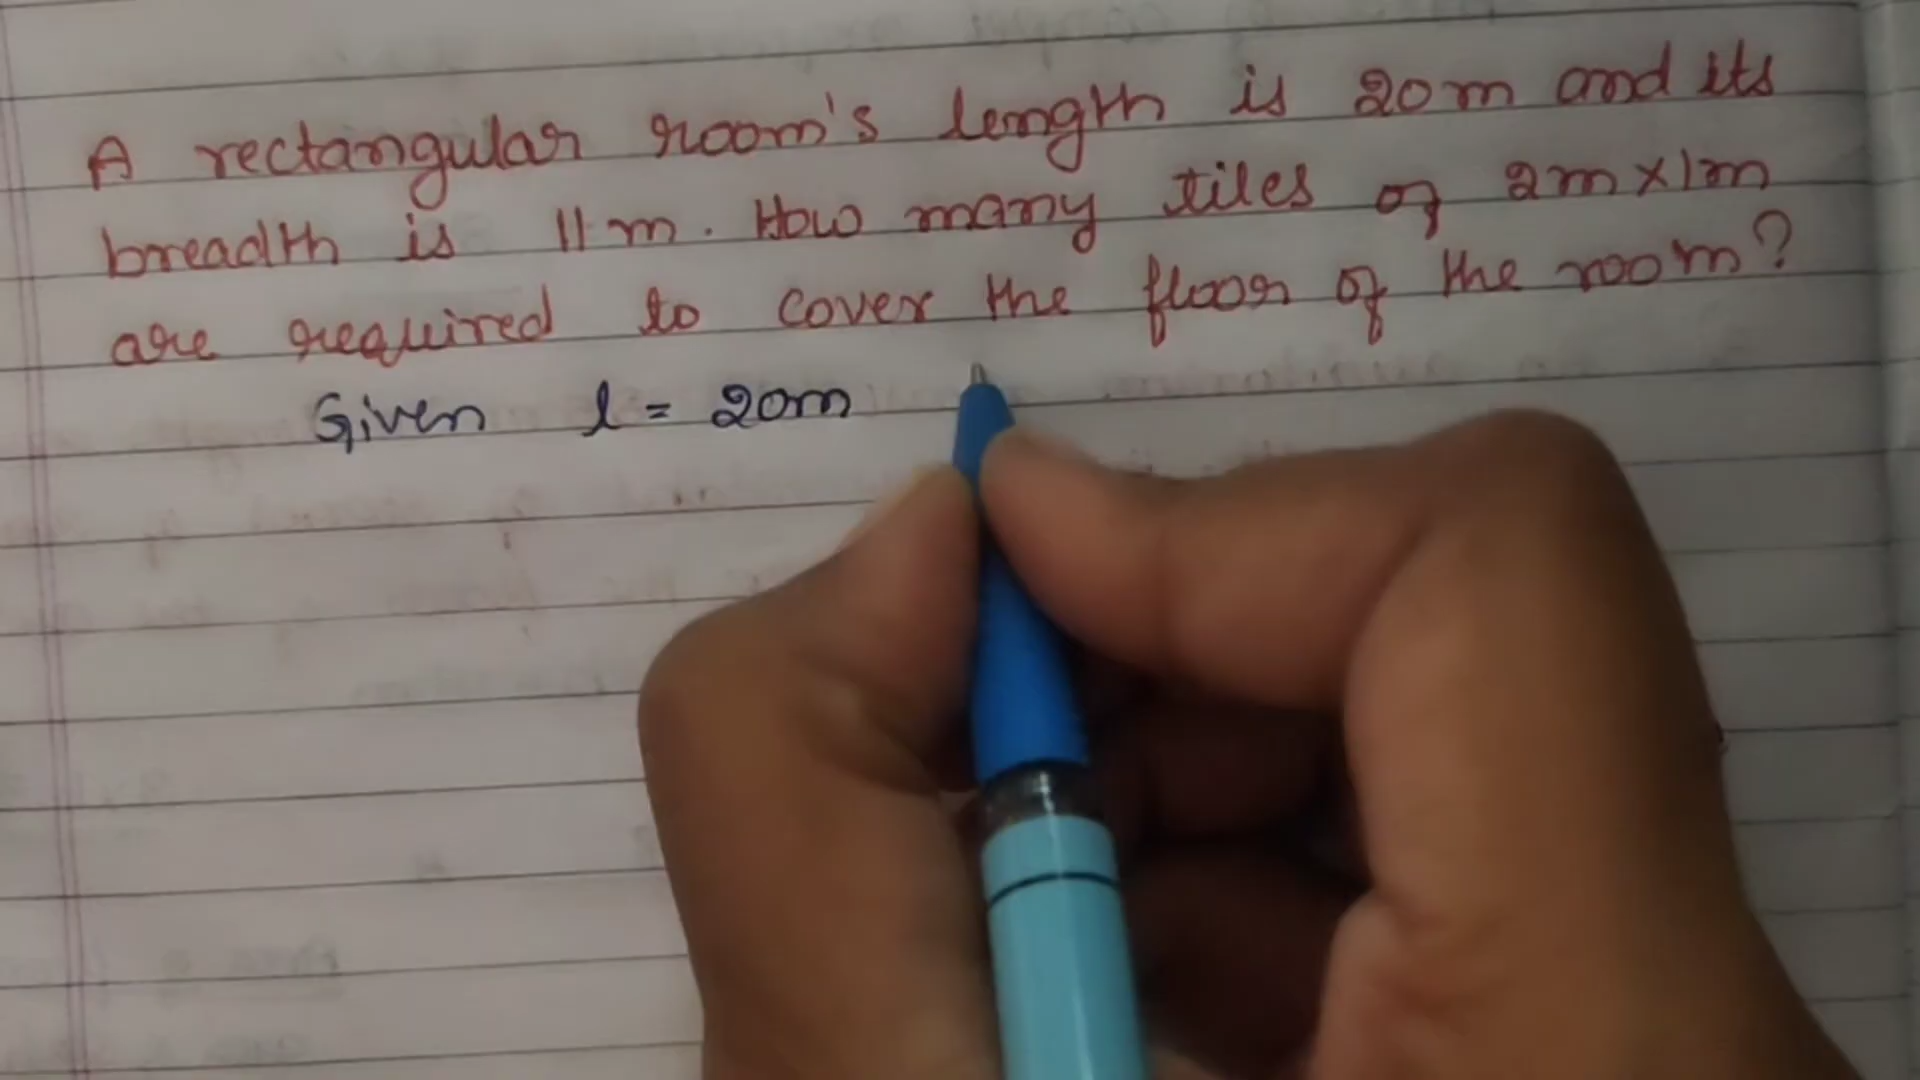 A rectangular room's length is 20m and its
breadth is 11m. How many tiles of 2m×1m
are required to cover the floor of the room?
Given l = 20m